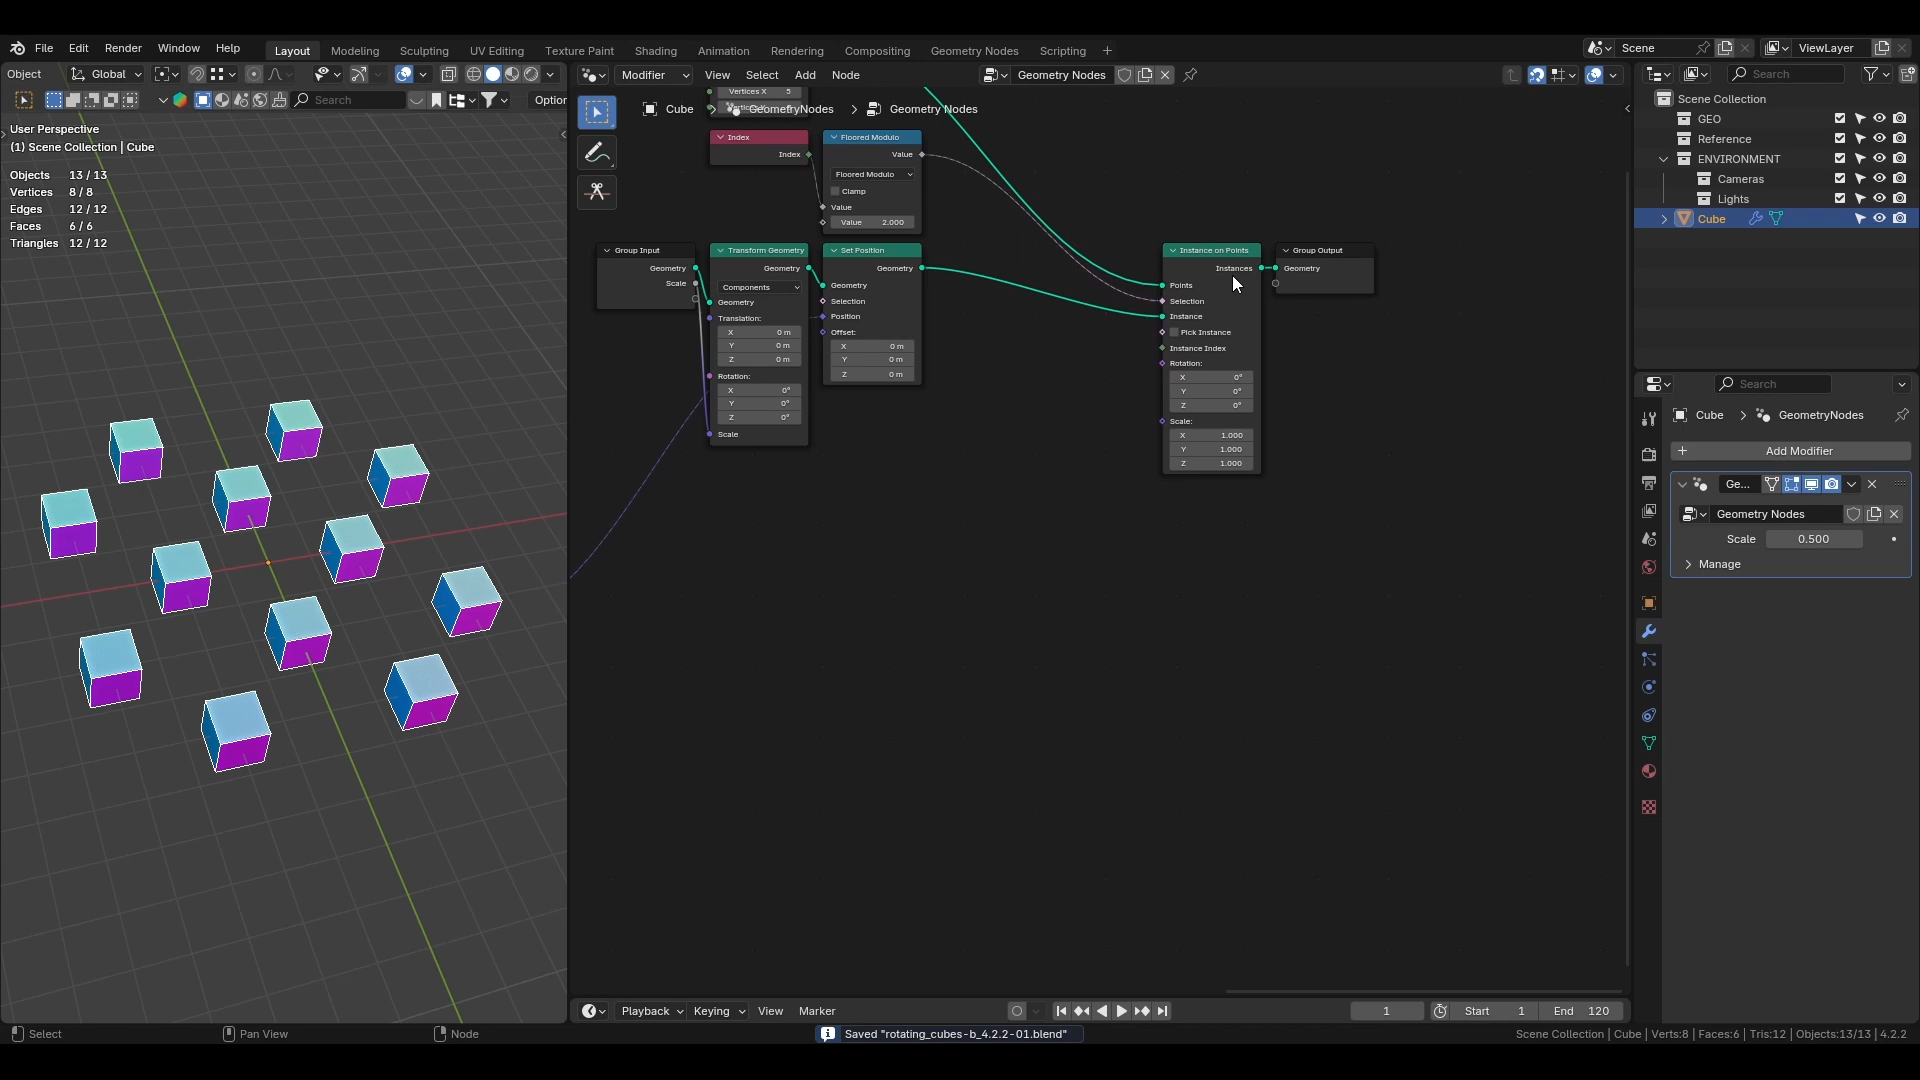 File Edit Render Window Help Layout Modeling Sculpting UV Editing Texture Paint Shading Animation Rendering Compositing Geometry Nodes Scripting + Scene ViewLayer
Object Global Modifier View Select Add Node Geometry Nodes Search
Search Option Cube > GeometryNodes > Geometry Nodes Scene Collection
Vertices X 5
User Perspective
(1) Scene Collection | Cube
Objects 13 / 13
Vertices 8 / 8
Edges 12 / 12
Faces 6 / 6
Triangles 12 / 12
Index
Index
Floored Modulo
Value
Floored Modulo
Clamp
Value
Value 2.000
Group Input
Geometry
Scale
Transform Geometry
Geometry
Components
Geometry
Translation:
X 0 m
Y 0 m
Z 0 m
Rotation:
X 0°
Y 0°
Z 0°
Scale
Set Position
Geometry
Geometry
Selection
Position
Offset:
X 0 m
Y 0 m
Z 0 m
Instance on Points
Instances
Points
Selection
Instance
Pick Instance
Instance Index
Rotation:
X 0°
Y 0°
Z 0°
Scale:
X 1.000
Y 1.000
Z 1.000
Group Output
Geometry
GEO
Reference
ENVIRONMENT
Cameras
Lights
Cube
Search
Cube > GeometryNodes
+ Add Modifier
Ge...
Geometry Nodes
Scale 0.500
Manage
Playback Keying View Marker 1 Start 1 End 120
Select Pan View Node Saved "rotating_cubes-b_4.2.2-01.blend" Scene Collection | Cube | Verts:8 | Faces:6 | Tris:12 | Objects:13/13 | 4.2.2